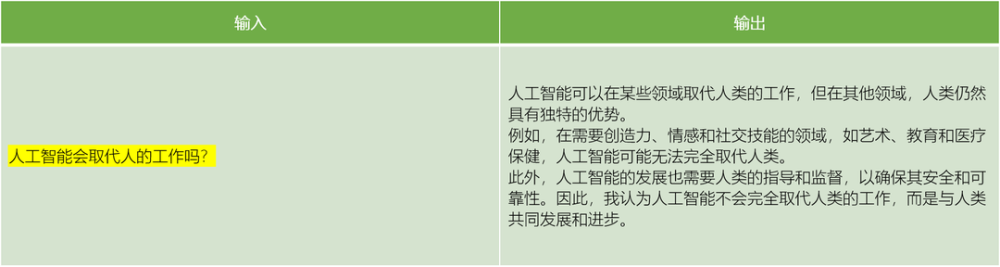 输入
输出
人工智能会取代人的工作吗？
人工智能可以在某些领域取代人类的工作，但在其他领域，人类仍然
具有独特的优势。
例如，在需要创造力、情感和社交技能的领域，如艺术、教育和医疗
保健，人工智能可能无法完全取代人类。
此外，人工智能的发展也需要人类的指导和监督，以确保其安全和可
靠性。因此，我认为人工智能不会完全取代人类的工作，而是与人类
共同发展和进步。